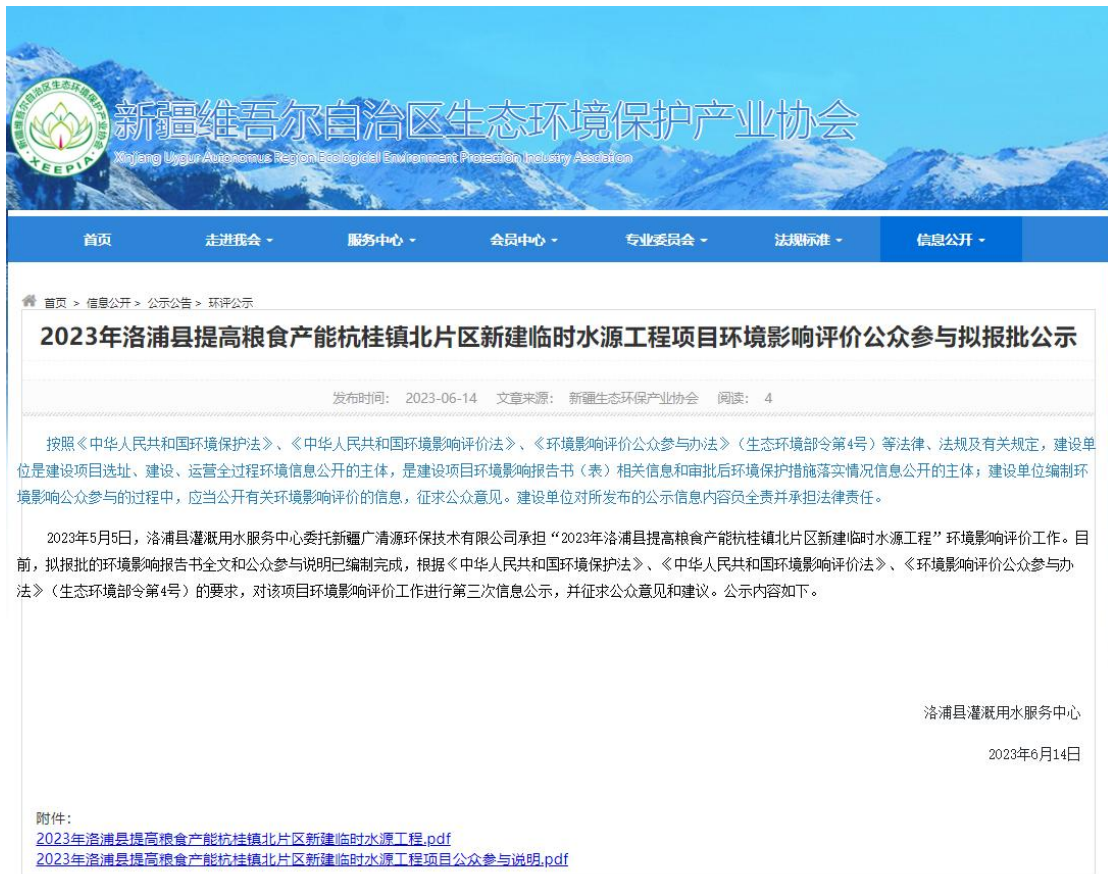 新疆维吾尔自治区生态环境保护产业协会
XEEPIA
首页 走进我会 服务中心 会员中心 专业委员会 法规标准 信息公开
首页 > 信息公开 > 公示公告 > 环评公示
2023年洛浦县提高粮食产能杭桂镇北片区新建临时水源工程项目环境影响评价公众参与拟报批公示
发布时间: 2023-06-14 文章来源: 新疆生态环保产业协会 阅读: 4
按照《中华人民共和国环境保护法》、《中华人民共和国环境影响评价法》、《环境影响评价公众参与办法》（生态环境部令第4号）等法律、法规及有关规定，建设单
位是建设项目选址、建设、运营全过程环境信息公开的主体，是建设项目环境影响报告书（表）相关信息和审批后环境保护措施落实情况信息公开的主体；建设单位编制环
境影响公众参与的过程中，应当公开有关环境影响评价的信息，征求公众意见。建设单位对所发布的公示信息内容负全责并承担法律责任。
2023年5月5日，洛浦县灌溉用水服务中心委托新疆广清源环保技术有限公司承担“2023年洛浦县提高粮食产能杭桂镇北片区新建临时水源工程”环境影响评价工作。目
前，拟报批的环境影响报告书全文和公众参与说明已编制完成，根据《中华人民共和国环境保护法》、《中华人民共和国环境影响评价法》、《环境影响评价公众参与办
法》（生态环境部令第4号）的要求，对该项目环境影响评价工作进行第三次信息公示，并征求公众意见和建议。公示内容如下。
洛浦县灌溉用水服务中心
2023年6月14日
附件:
2023年洛浦县提高粮食产能杭桂镇北片区新建临时水源工程.pdf
2023年洛浦县提高粮食产能杭桂镇北片区新建临时水源工程项目公众参与说明.pdf